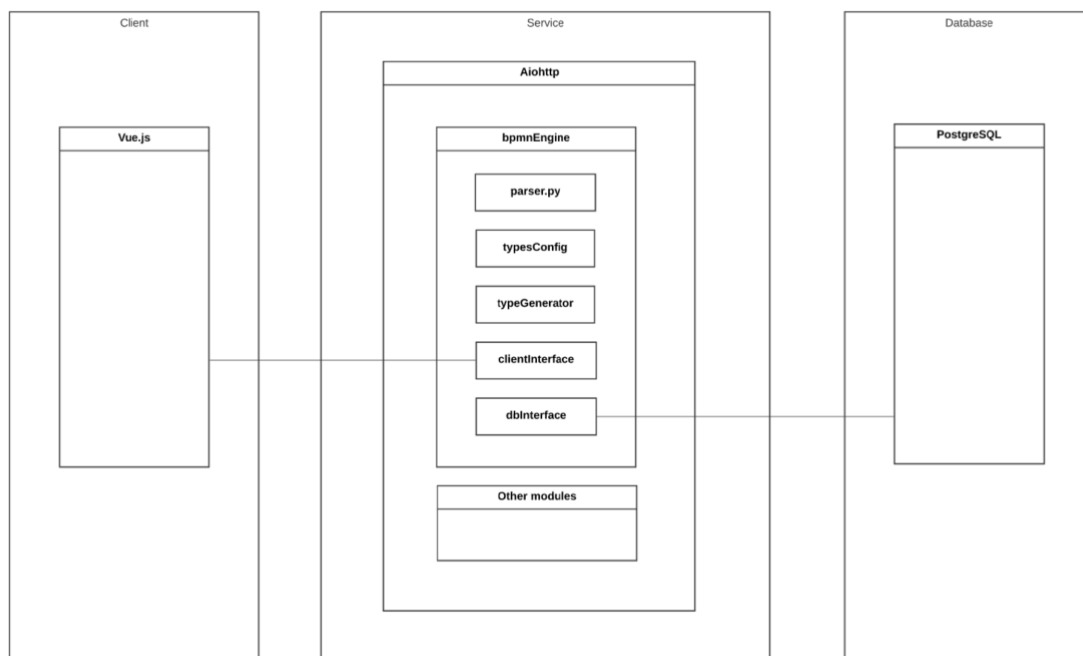 Client
Service
Database
Aiohttp
Vue.js
bpmnEngine
PostgreSQL
parser.py
typesConfig
typeGenerator
clientInterface
dbInterface
Other modules